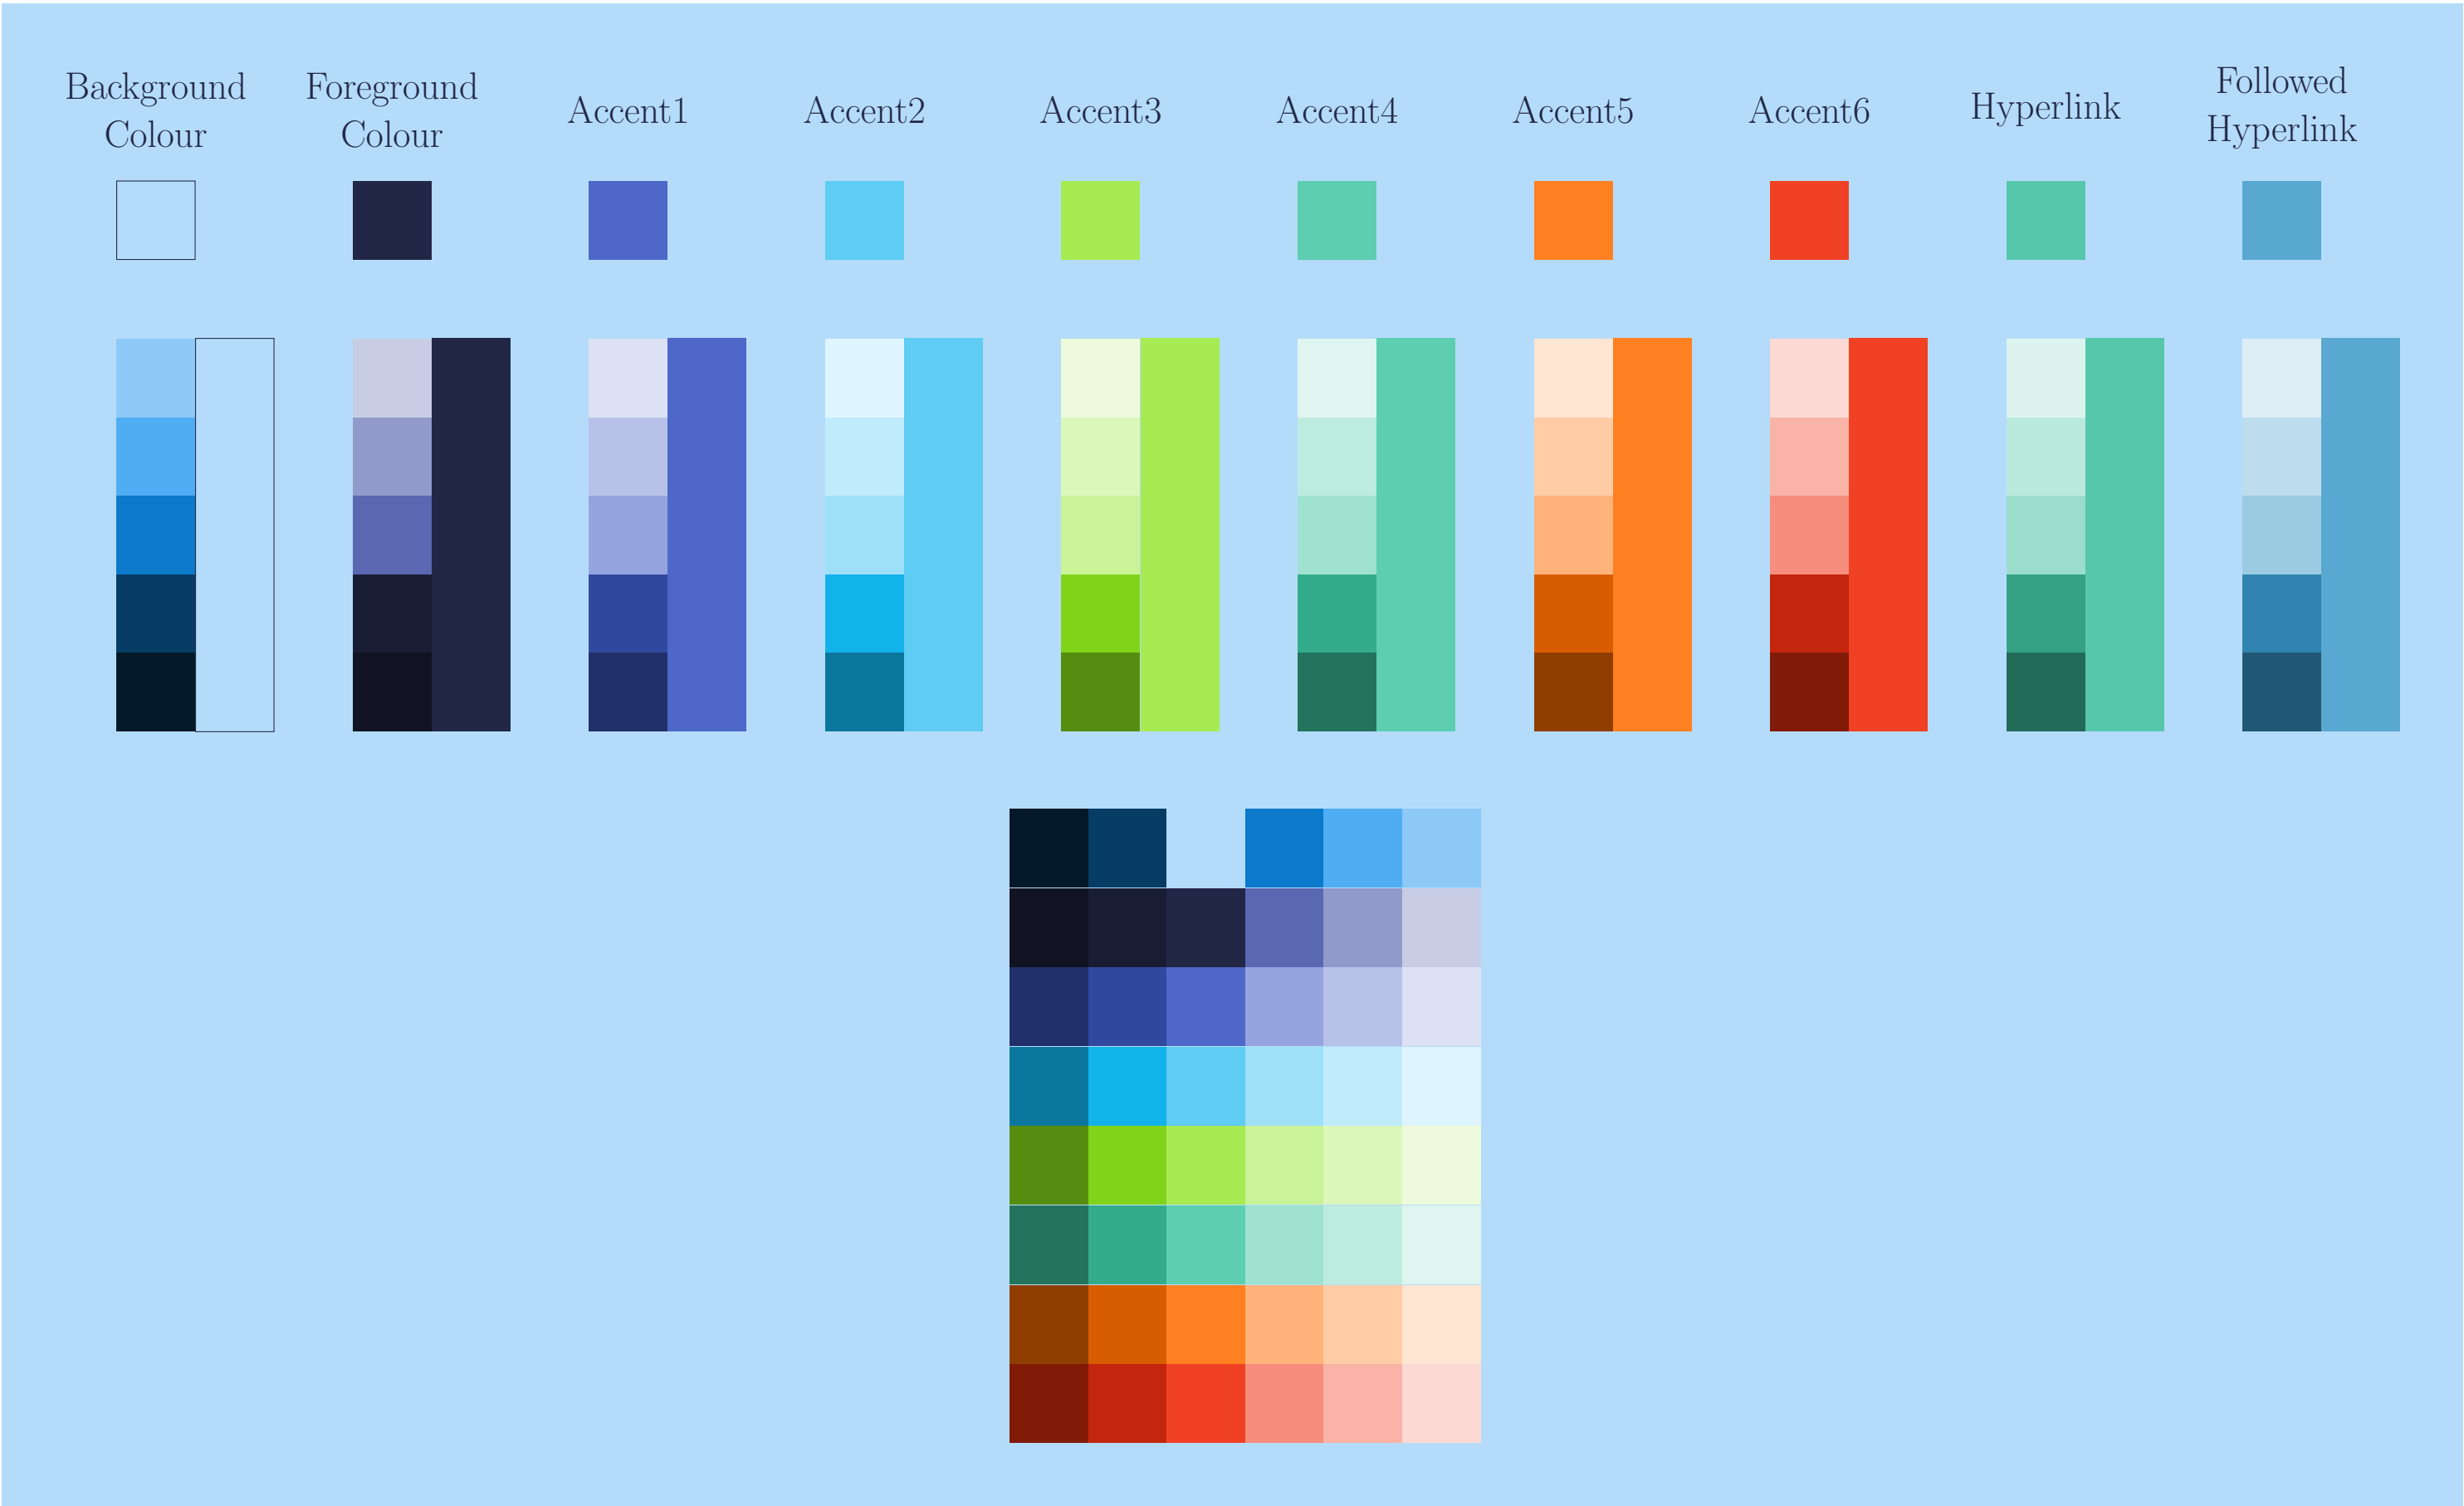 Background
Colour
Foreground
Colour
Accent1
Accent2
Accent3
Accent4
Accent5
Accent6
Hyperlink
Followed
Hyperlink